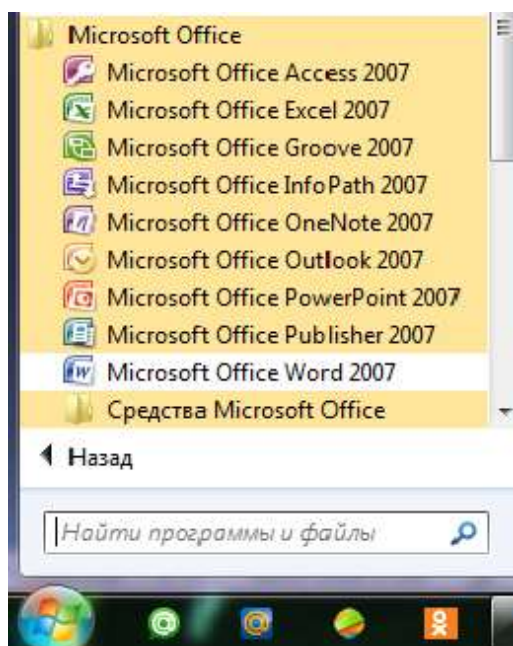 Microsoft Office
Microsoft Office Access 2007
Microsoft Office Excel 2007
Microsoft Office Groove 2007
Microsoft Office InfoPath 2007
Microsoft Office OneNote 2007
Microsoft Office Outlook 2007
Microsoft Office PowerPoint 2007
Microsoft Office Publisher 2007
Microsoft Office Word 2007
Средства Microsoft Office
Назад
Найти программы и файлы